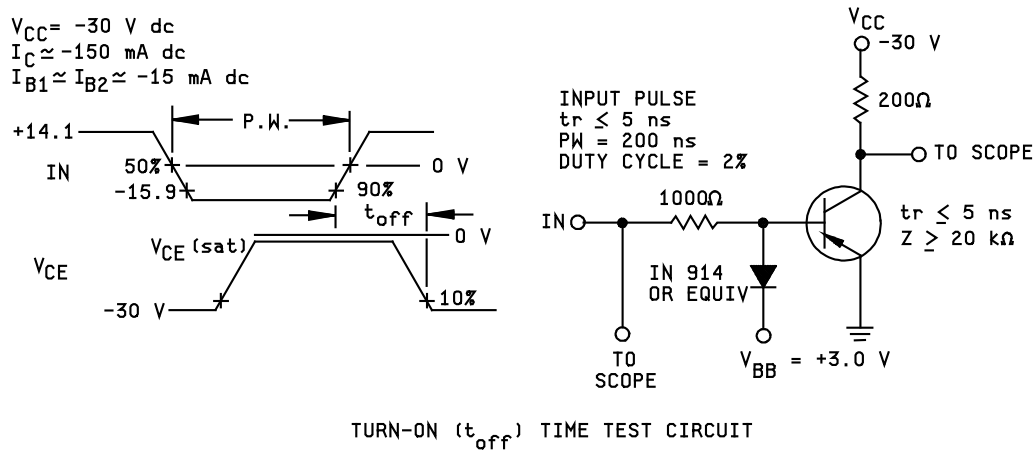 V_CC = -30 V dc
I_C ≃ -150 mA dc
I_B1 ≃ I_B2 ≃ -15 mA dc
P.W.
+14.1
50%
0 V
IN
-15.9
90%
t_off
0 V
V_CE (sat)
V_CE
10%
-30 V
V_CC
-30 V
200Ω
INPUT PULSE
tr ≤ 5 ns
PW = 200 ns
DUTY CYCLE = 2%
TO SCOPE
1000Ω
IN
tr ≤ 5 ns
Z ≥ 20 kΩ
IN 914
OR EQUIV
TO
SCOPE
V_BB = +3.0 V
TURN-ON (t_off) TIME TEST CIRCUIT